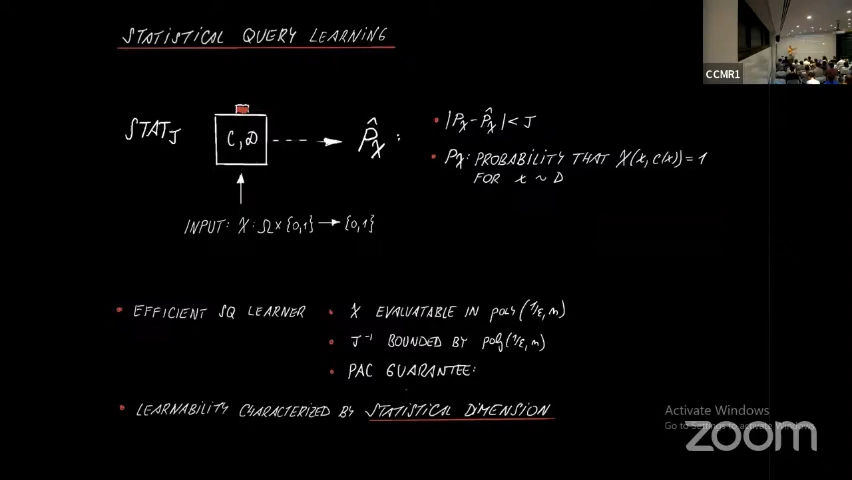 STATISTICAL QUERY LEARNING
CCMR1
STAT_J
C, D
P̂_χ :
• |P_χ - P̂_χ| < J
• P_χ: PROBABILITY THAT χ(x, c(x)) = 1
FOR x ~ D
INPUT: χ: Ω × {0,1} → {0,1}
• EFFICIENT SQ LEARNER
• χ EVALUATABLE IN poly(1/ε, n)
• J⁻¹ BOUNDED BY poly(1/ε, n)
• PAC GUARANTEE:
• LEARNABILITY CHARACTERIZED BY STATISTICAL DIMENSION
Activate Windows
Go to Settings to activate Windows.
zoom